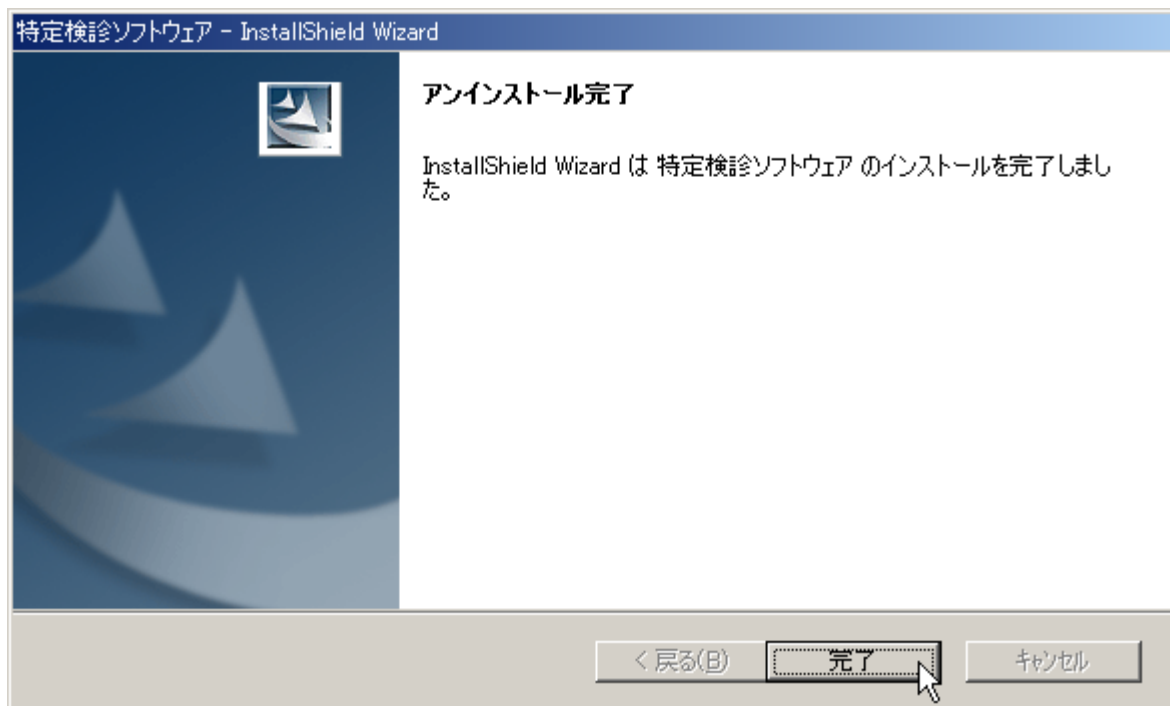 特定検診ソフトウェア - InstallShield Wizard
アンインストール完了
InstallShield Wizard は 特定検診ソフトウェア のインストールを完了しまし
た。
< 戻る(B) 完了 キャンセル